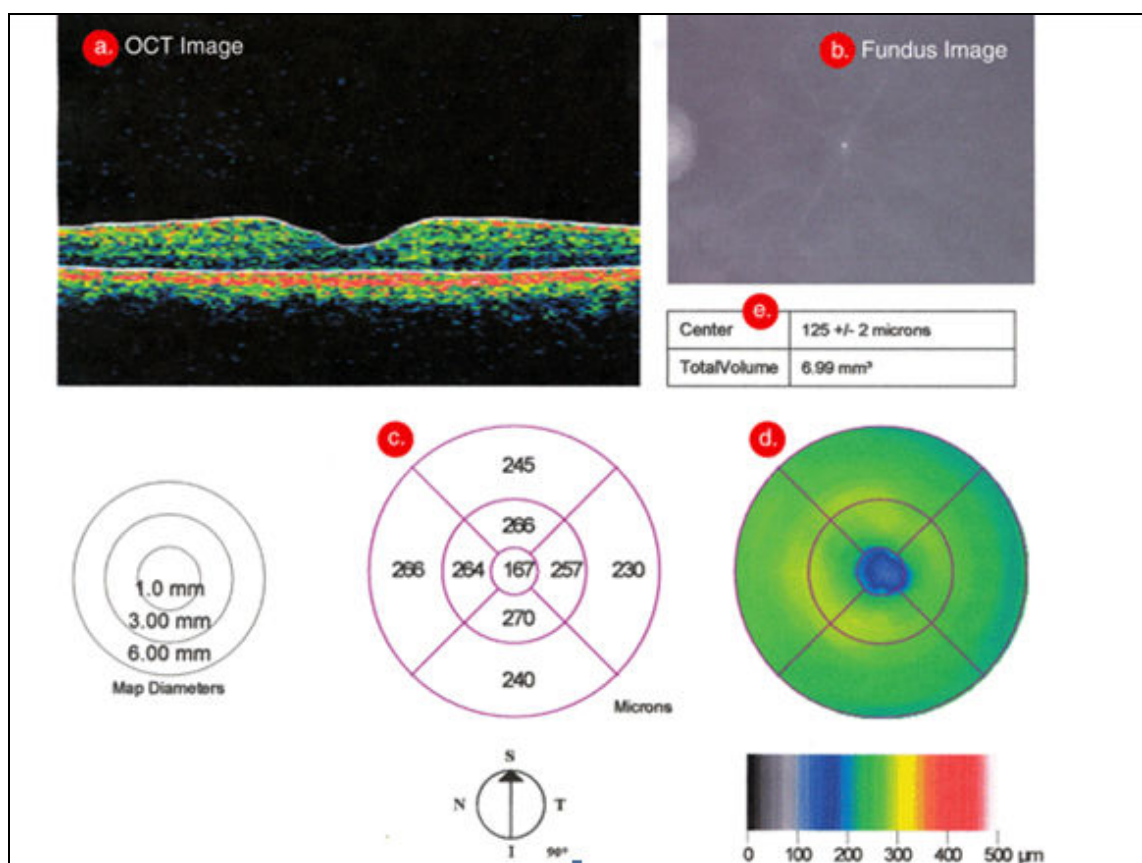 a. OCT Image
b. Fundus Image
e.
Center 125 +/- 2 microns
TotalVolume 6.99 mm³
c.
d.
245
266
266 264 167 257 230
270
240
Microns
1.0 mm
3.00 mm
6.00 mm
Map Diameters
S
N T
I 90°
0 100 200 300 400 500 µm